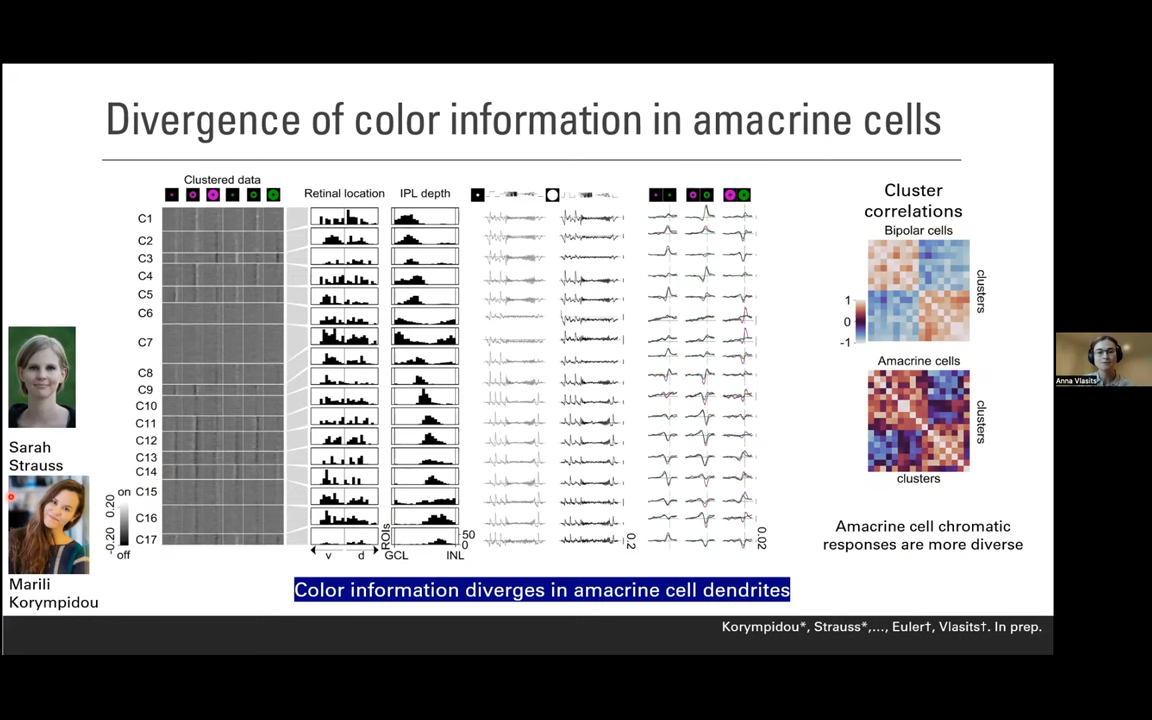 Divergence of color information in amacrine cells
Clustered data
Retinal location
IPL depth
C1
C2
C3
C4
C5
C6
C7
C8
C9
C10
C11
C12
C13
C14
C15
C16
C17
on
0.20
-0.20
off
v
d
ROIs
50
0
GCL
INL
0.2
0.02
Cluster
correlations
Bipolar cells
clusters
1
0
-1
Amacrine cells
clusters
clusters
Amacrine cell chromatic
responses are more diverse
Sarah
Strauss
Marili
Korympidou
Color information diverges in amacrine cell dendrites
Korympidou*, Strauss*,..., Euler†, Vlasits†. In prep.
Anna Vlasits